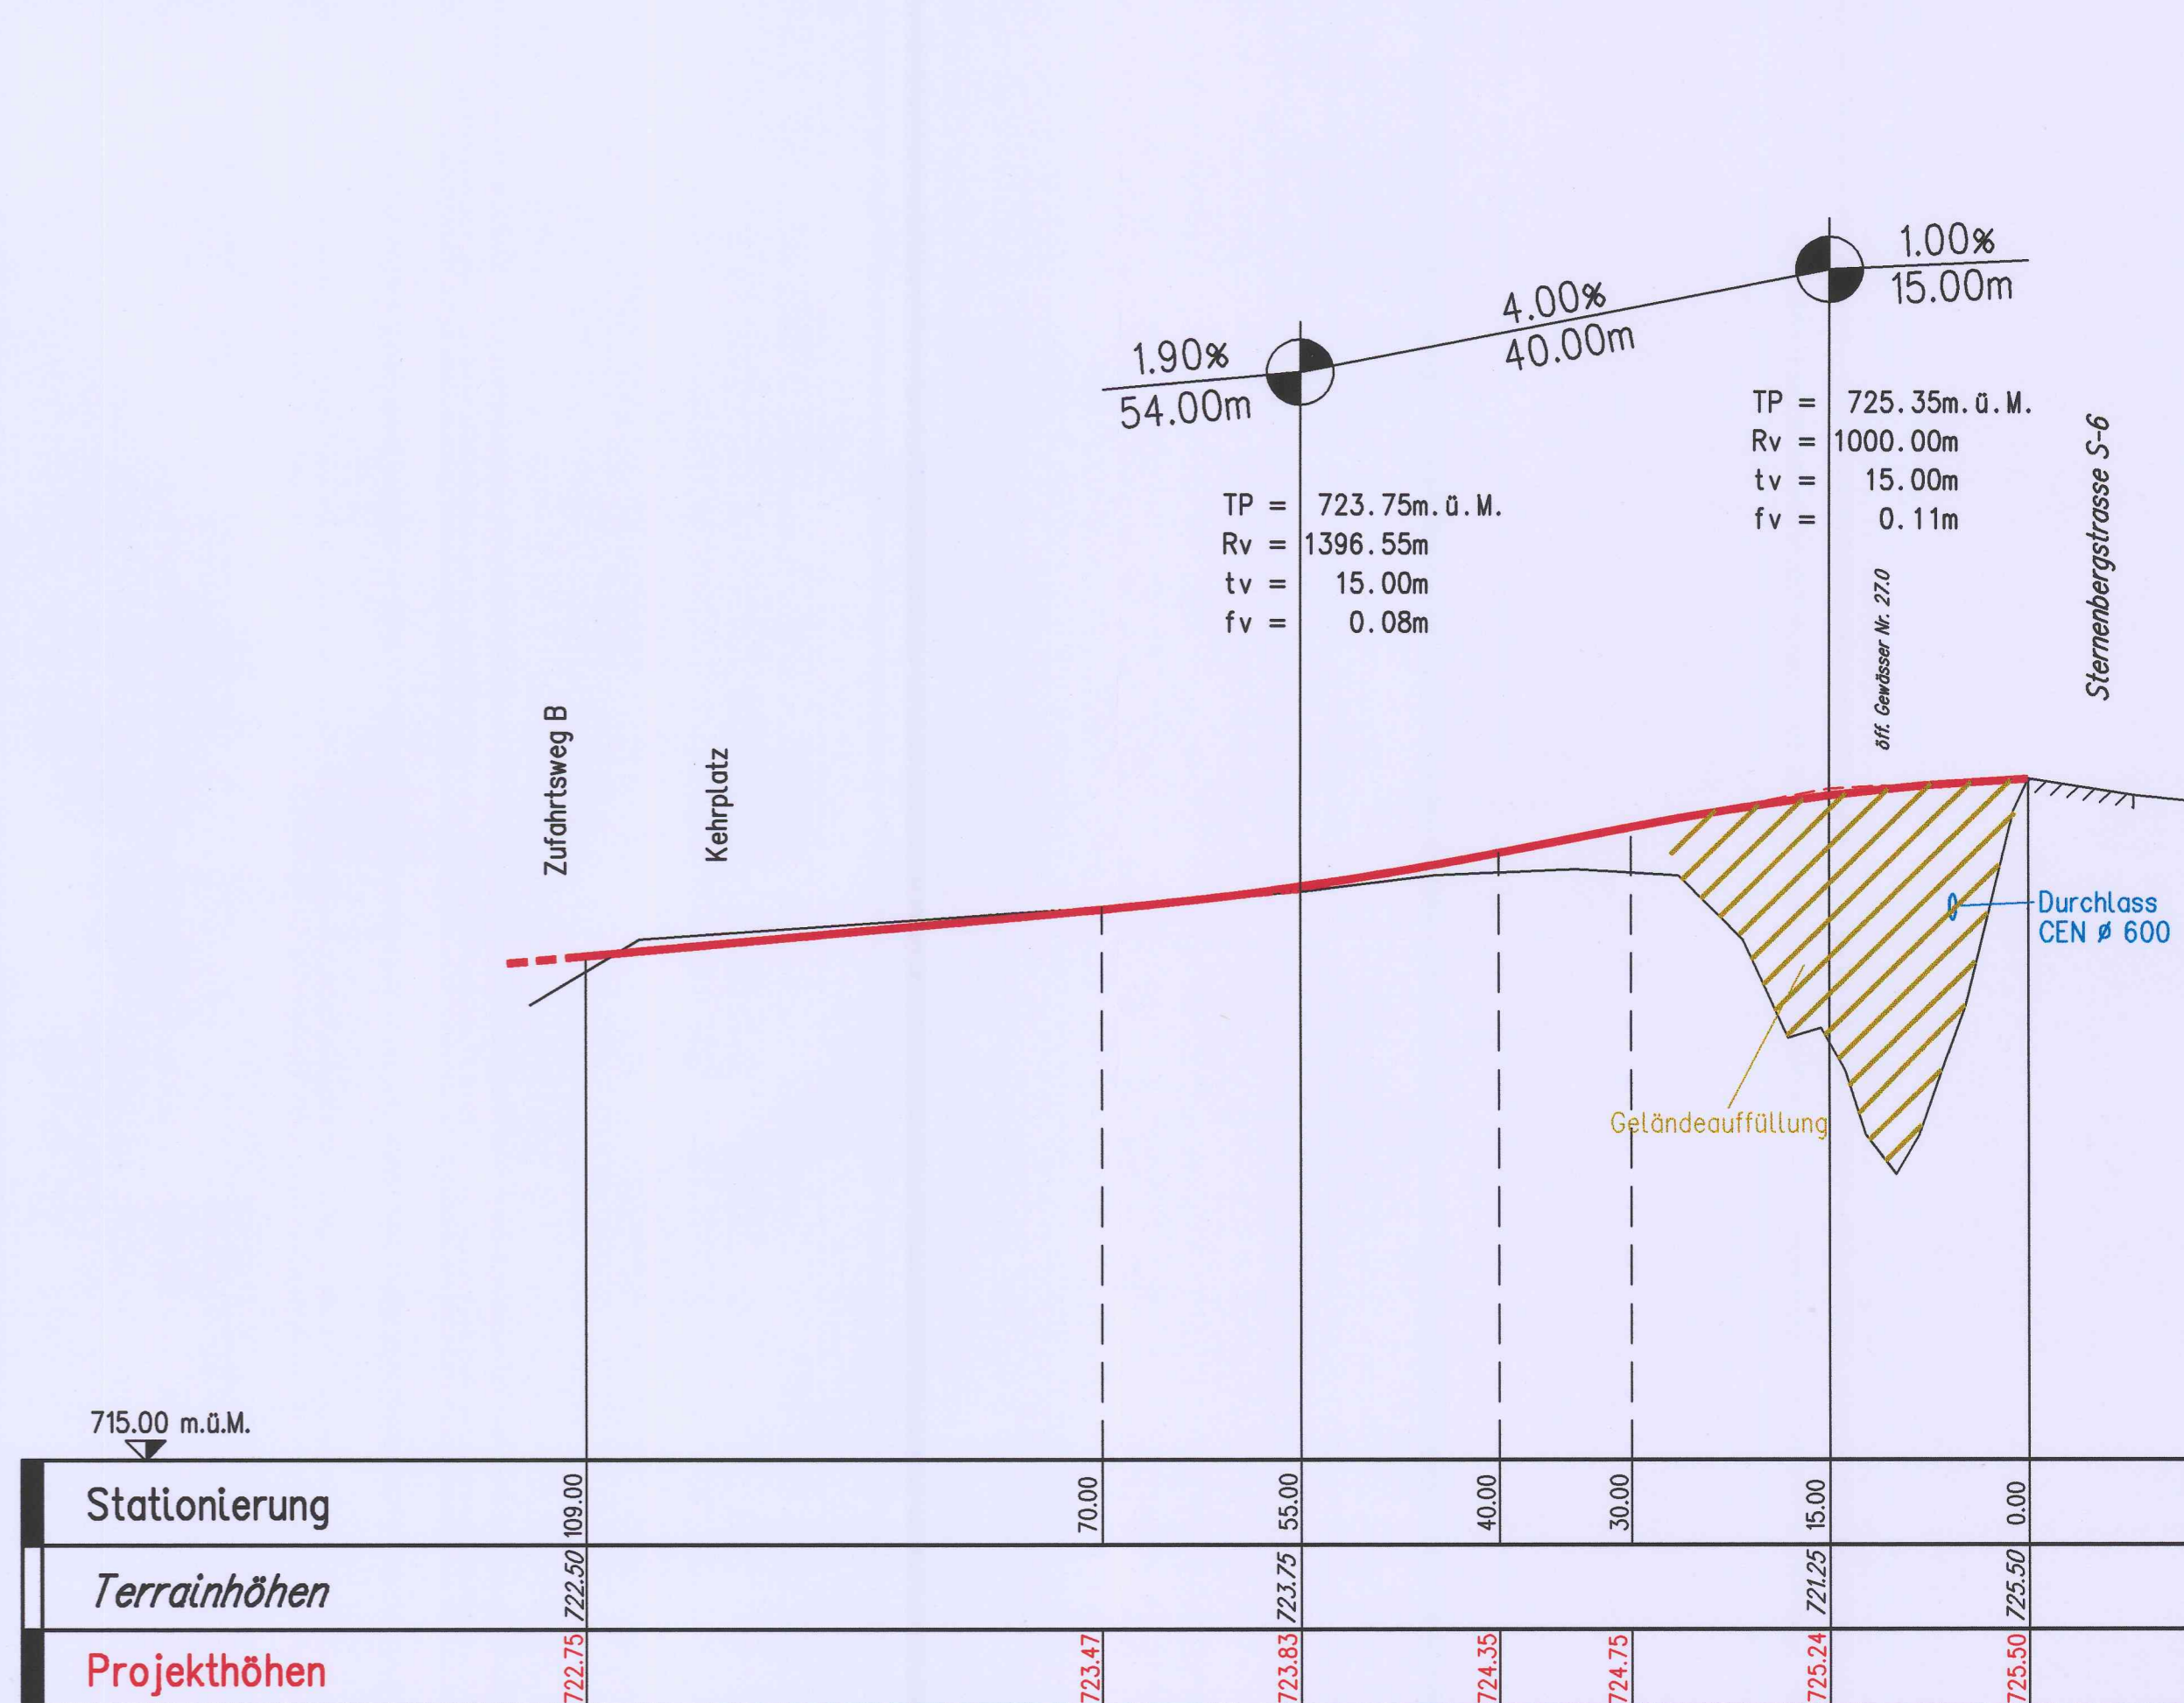 1.00%
15.00m
4.00%
40.00m
1.90%
54.00m
TP = 725.35m.ü.M.
Rv = 1000.00m
tv = 15.00m
fv = 0.11m
TP = 723.75m.ü.M.
Rv = 1396.55m
tv = 15.00m
fv = 0.08m
Sternenbergstrasse S-6
öff. Gewässer Nr. 27.0
Zufahrtsweg B
Kehrplatz
Durchlass
CEN ø 600
Geländeauffüllung
715.00 m.ü.M.
Stationierung 109.00 70.00 55.00 40.00 30.00 15.00 0.00
Terrainhöhen 722.50 723.75 721.25 725.50
Projekthöhen 722.75 723.47 723.83 724.35 724.75 725.24 725.50